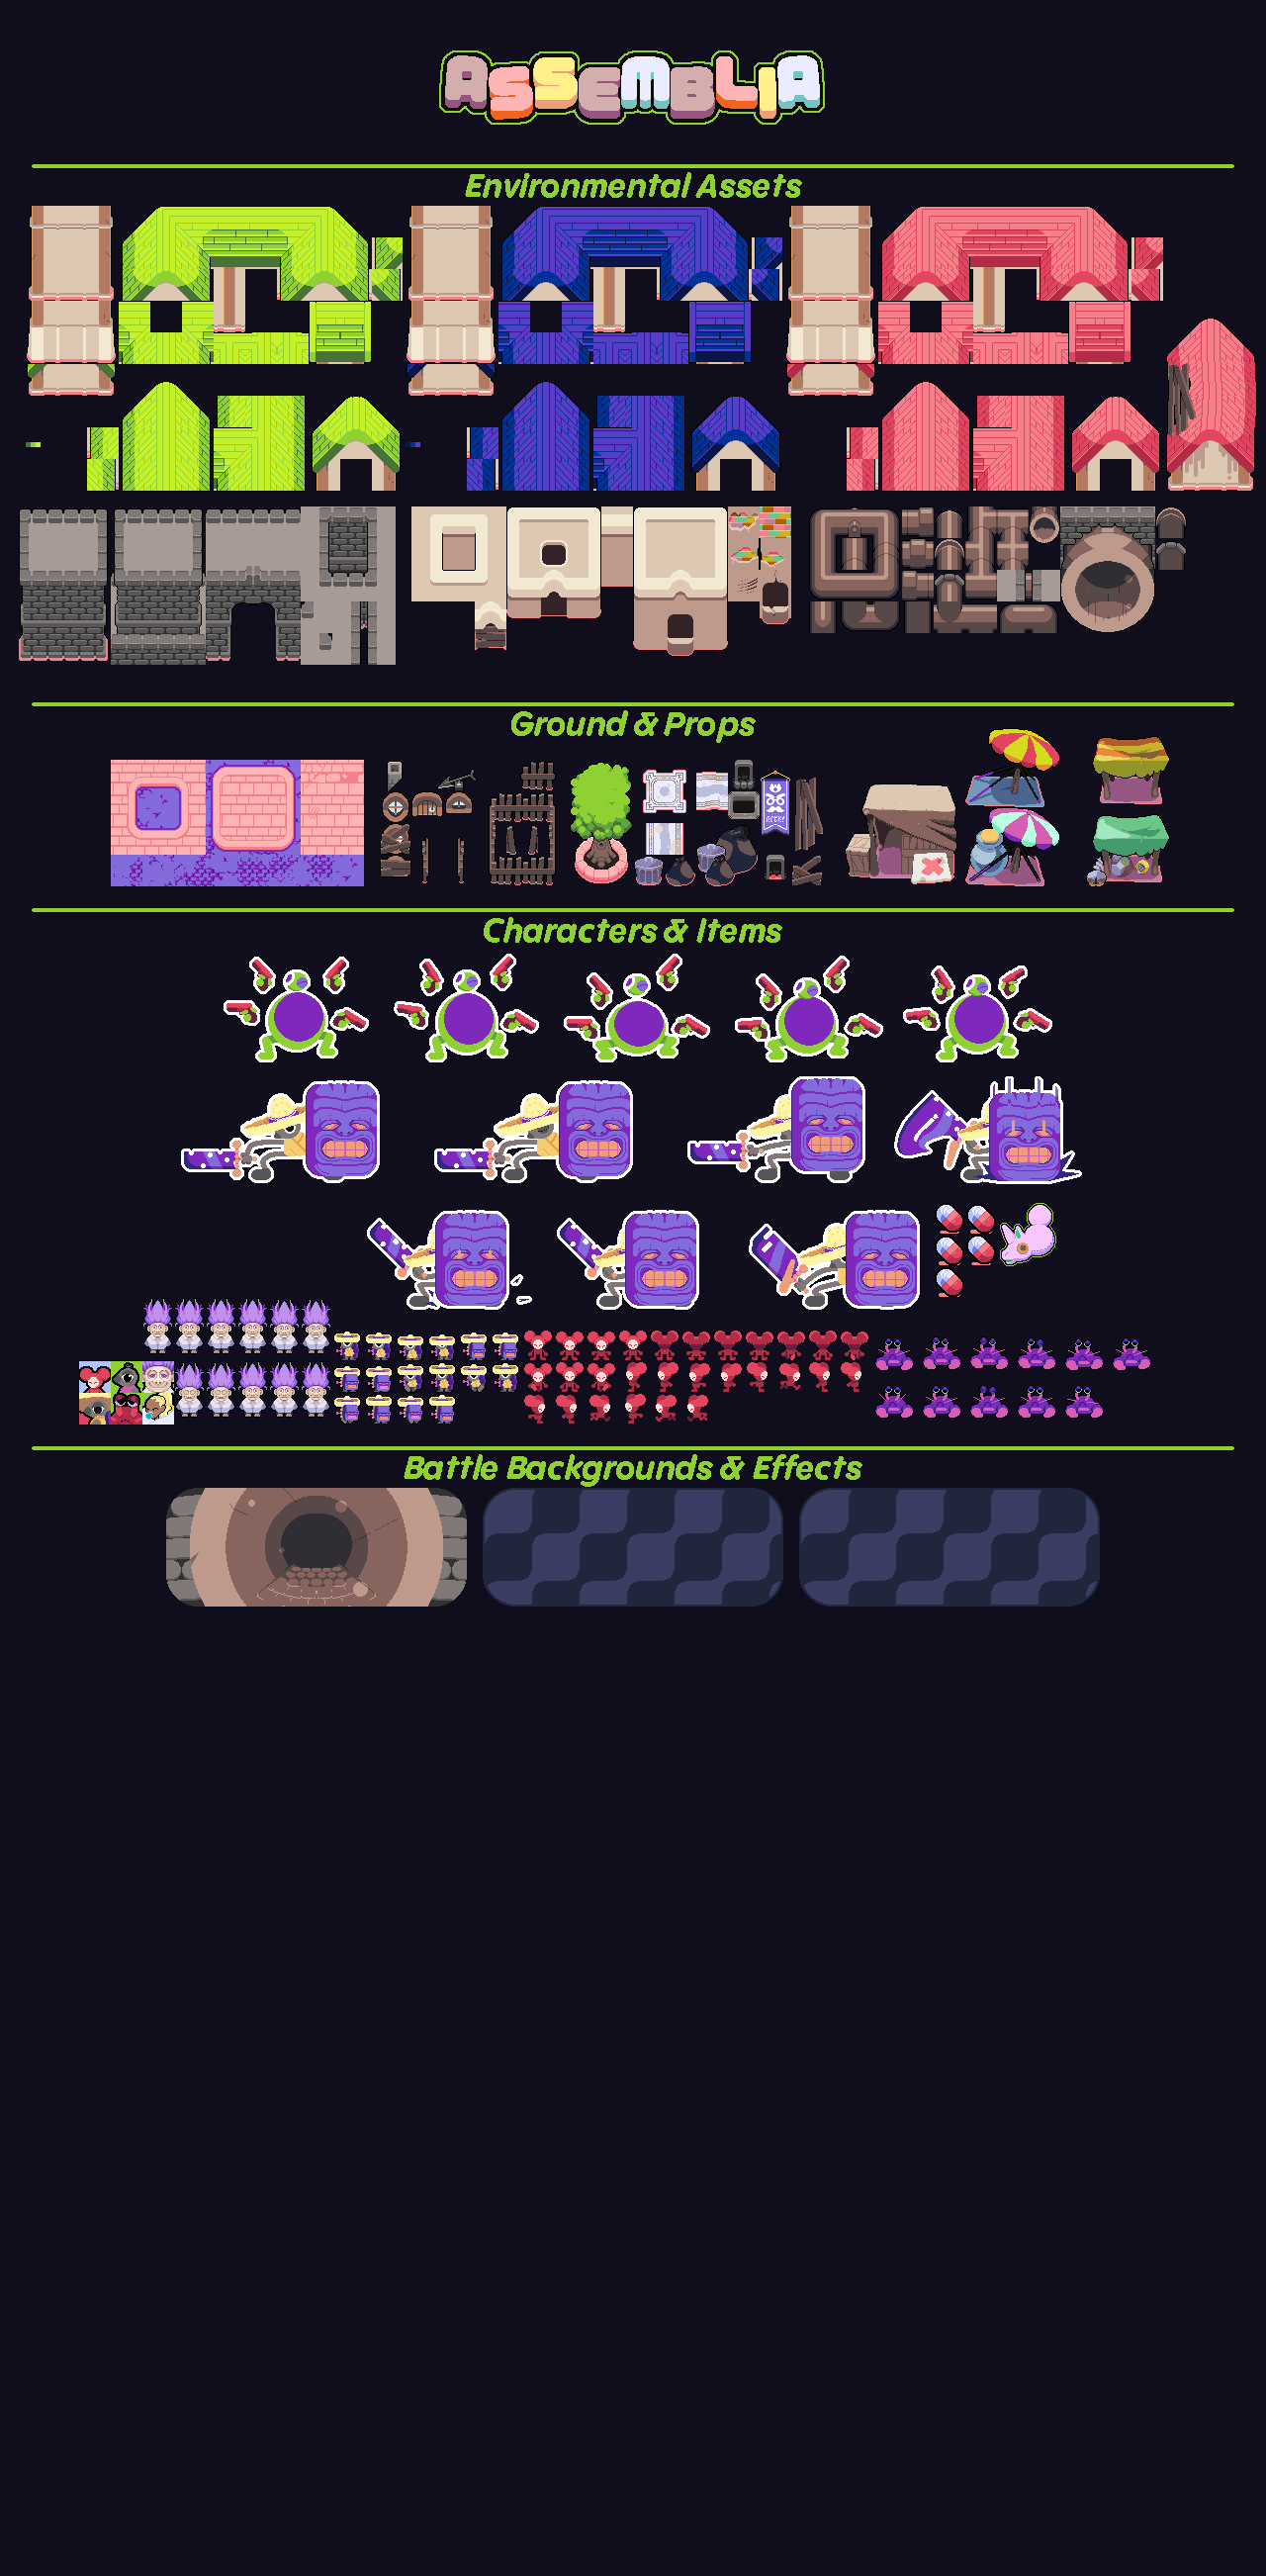 ASSEMBLIA
Environmental Assets
Ground & Props
Characters & Items
Battle Backgrounds & Effects